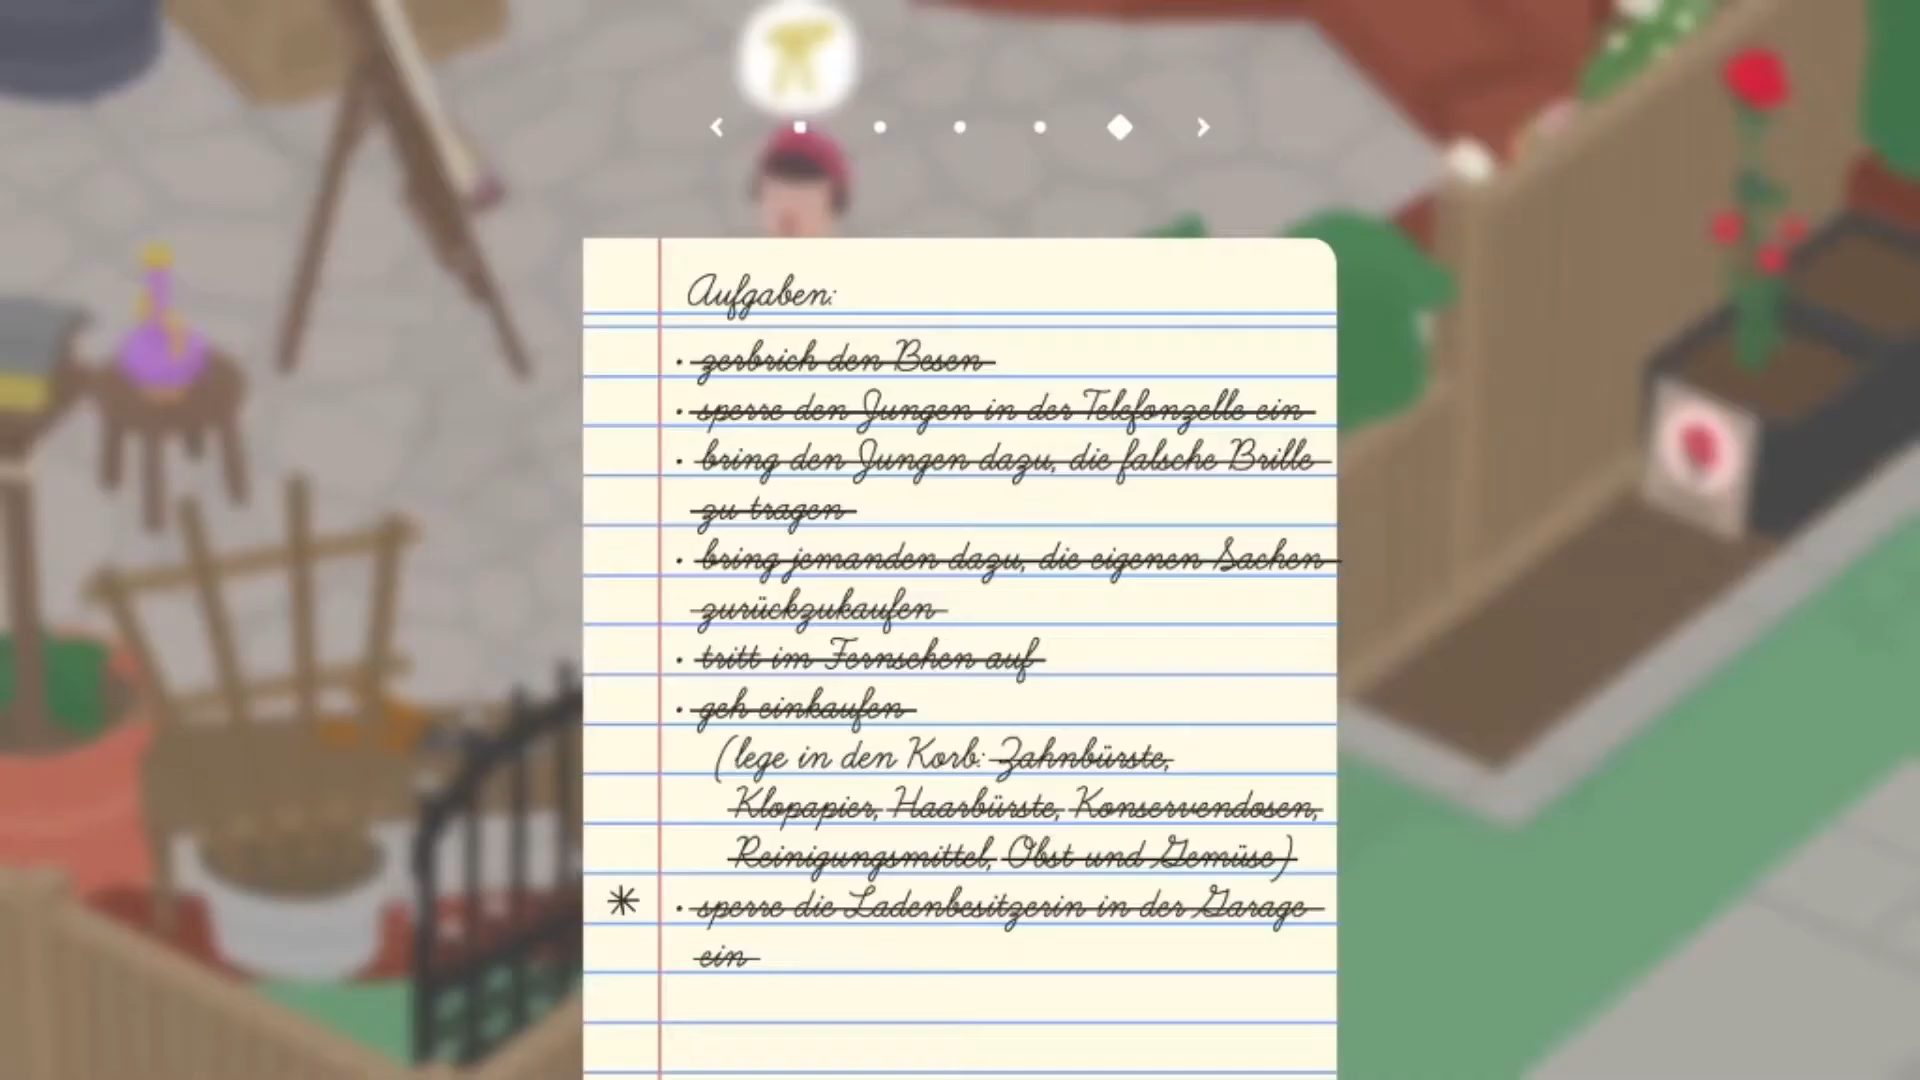 Aufgaben:
· zerbrich den Besen
· sperre den Jungen in der Telefonzelle ein
· bring den Jungen dazu, die falsche Brille
zu tragen
· bring jemanden dazu, die eigenen Sachen
zurückzukaufen
· tritt im Fernsehen auf
· geh einkaufen
(lege in den Korb: Zahnbürste,
Klopapier, Haarbürste, Konservendosen,
Reinigungsmittel, Obst und Gemüse)
* · sperre die Ladenbesitzerin in der Garage
ein